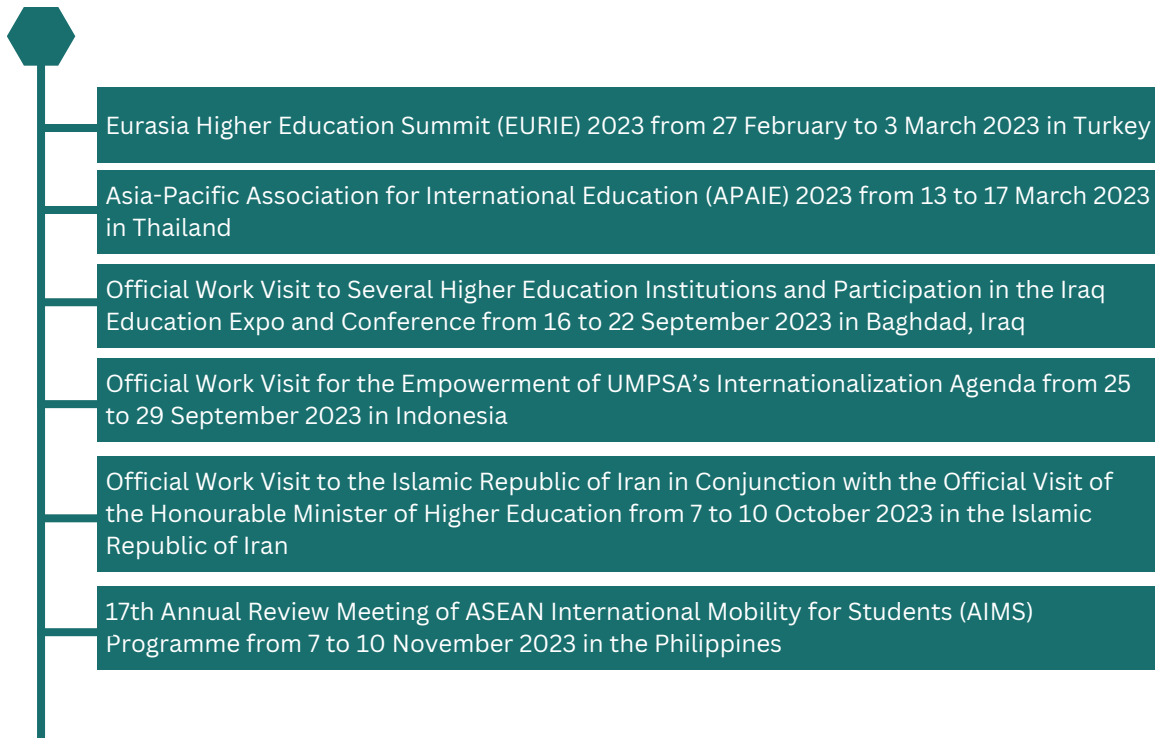 Eurasia Higher Education Summit (EURIE) 2023 from 27 February to 3 March 2023 in Turkey
Asia-Pacific Association for International Education (APAIE) 2023 from 13 to 17 March 2023
in Thailand
Official Work Visit to Several Higher Education Institutions and Participation in the Iraq
Education Expo and Conference from 16 to 22 September 2023 in Baghdad, Iraq
Official Work Visit for the Empowerment of UMPSA’s Internationalization Agenda from 25
to 29 September 2023 in Indonesia
Official Work Visit to the Islamic Republic of Iran in Conjunction with the Official Visit of
the Honourable Minister of Higher Education from 7 to 10 October 2023 in the Islamic
Republic of Iran
17th Annual Review Meeting of ASEAN International Mobility for Students (AIMS)
Programme from 7 to 10 November 2023 in the Philippines